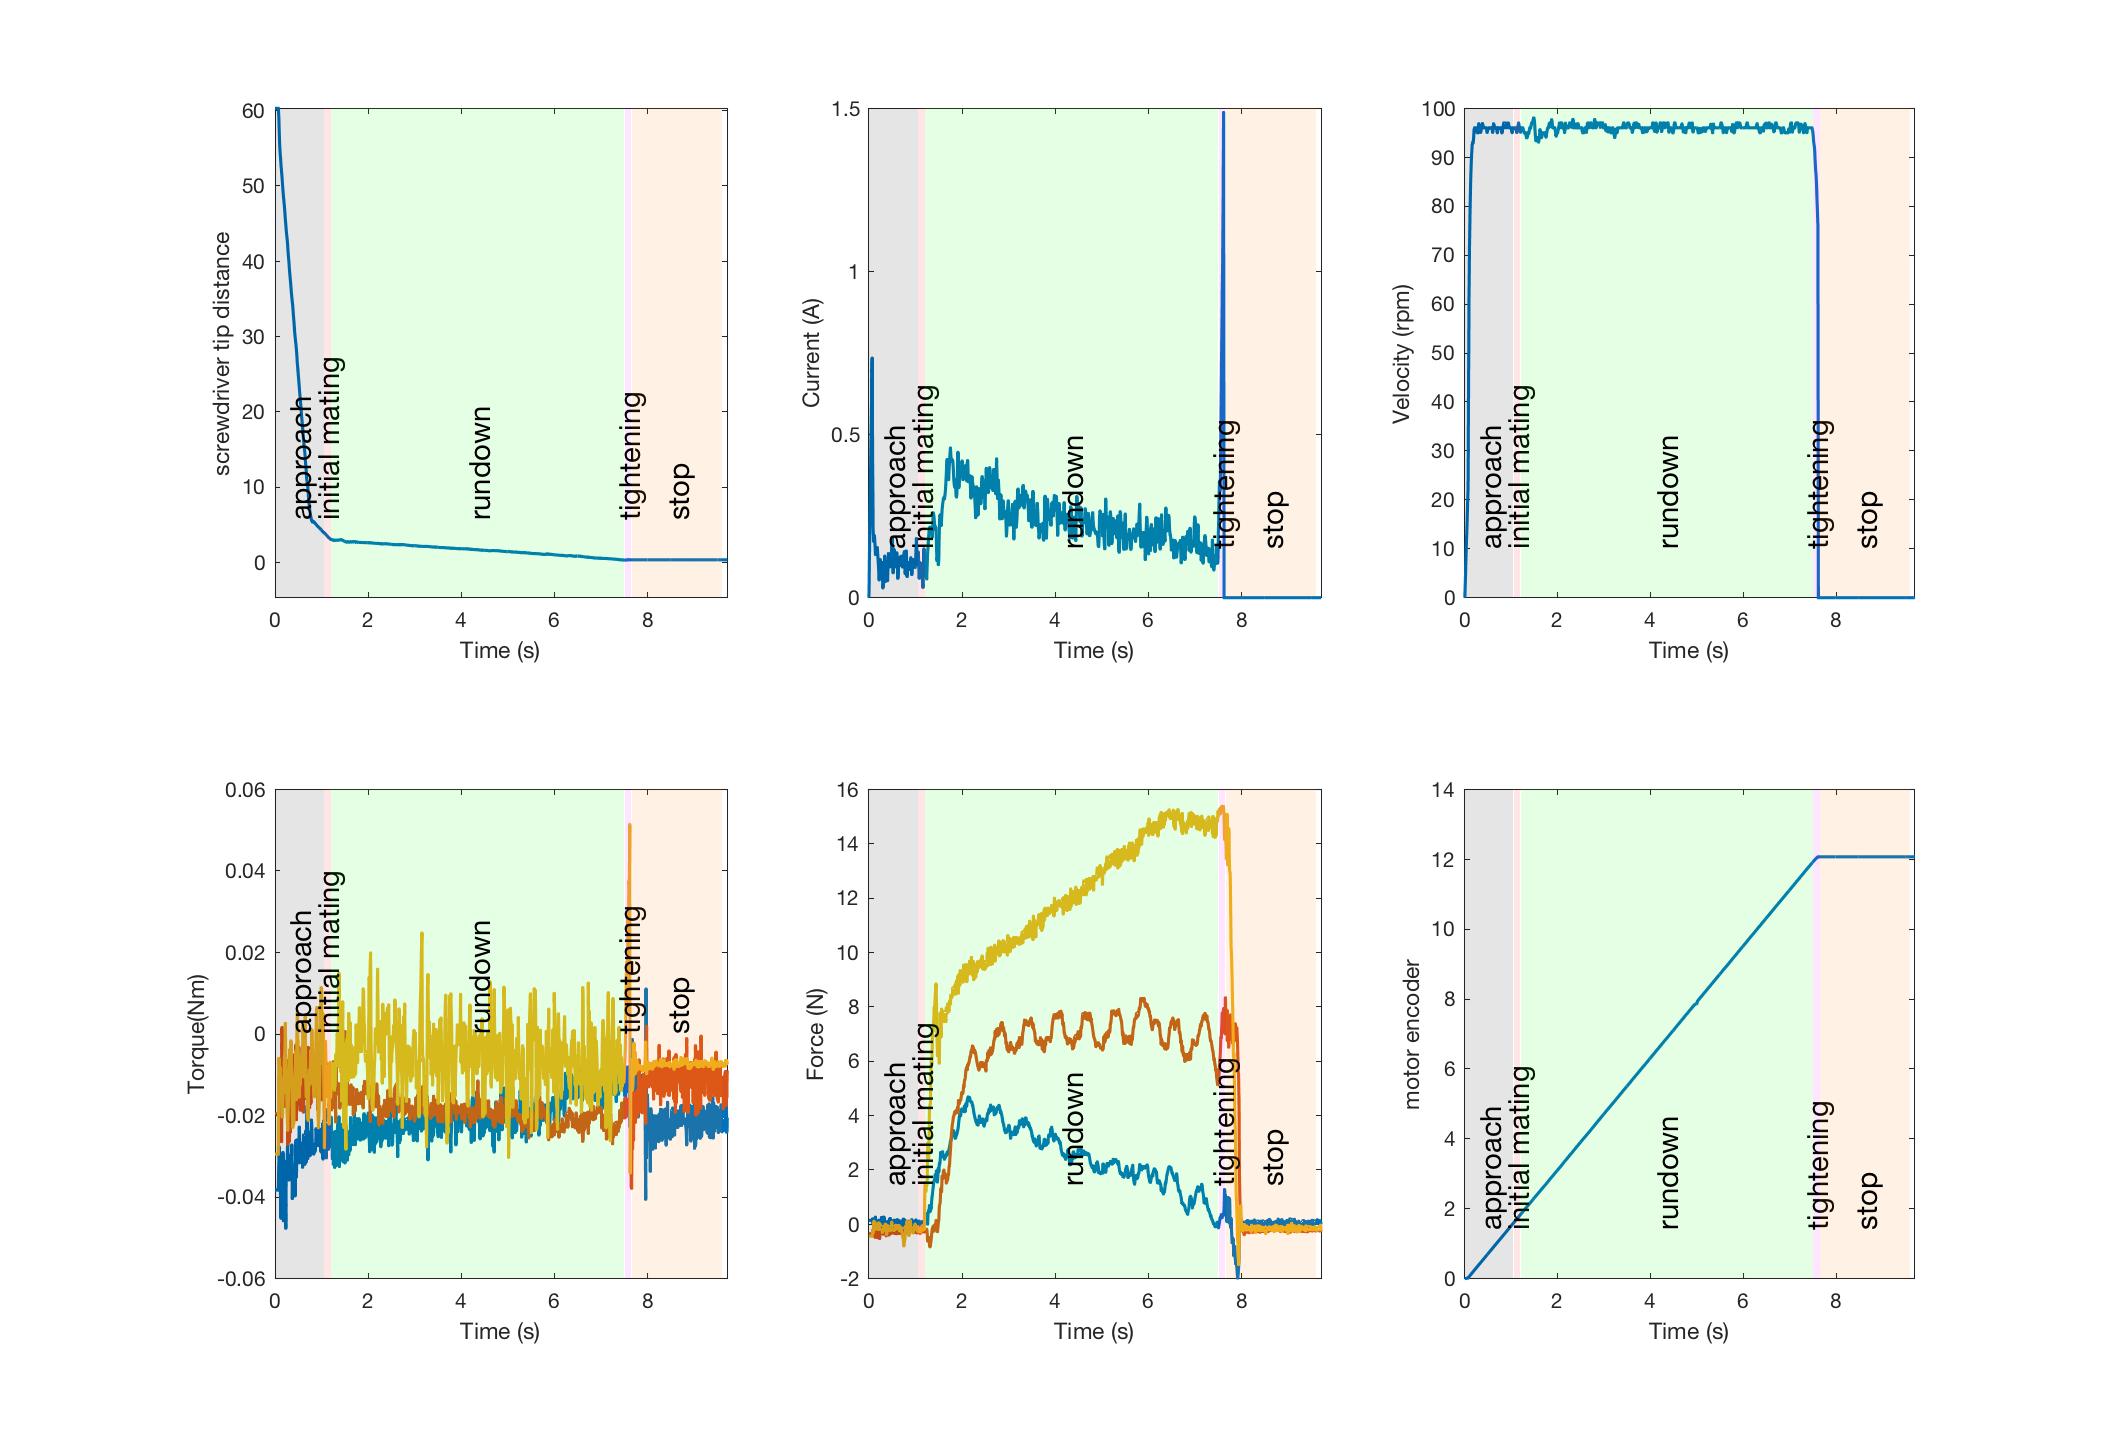 screwdriver tip distance
60
50
40
30
20
10
0
approach
initial mating
rundown
tightening
stop
0 2 4 6 8
Time (s)
Current (A)
1.5
1
0.5
0
approach
initial mating
rundown
tightening
stop
0 2 4 6 8
Time (s)
Velocity (rpm)
100
90
80
70
60
50
40
30
20
10
0
approach
initial mating
rundown
tightening
stop
0 2 4 6 8
Time (s)
Torque(Nm)
0.06
0.04
0.02
0
-0.02
-0.04
-0.06
approach
initial mating
rundown
tightening
stop
0 2 4 6 8
Time (s)
Force (N)
16
14
12
10
8
6
4
2
0
-2
approach
initial mating
rundown
tightening
stop
0 2 4 6 8
Time (s)
motor encoder
14
12
10
8
6
4
2
0
approach
initial mating
rundown
tightening
stop
0 2 4 6 8
Time (s)